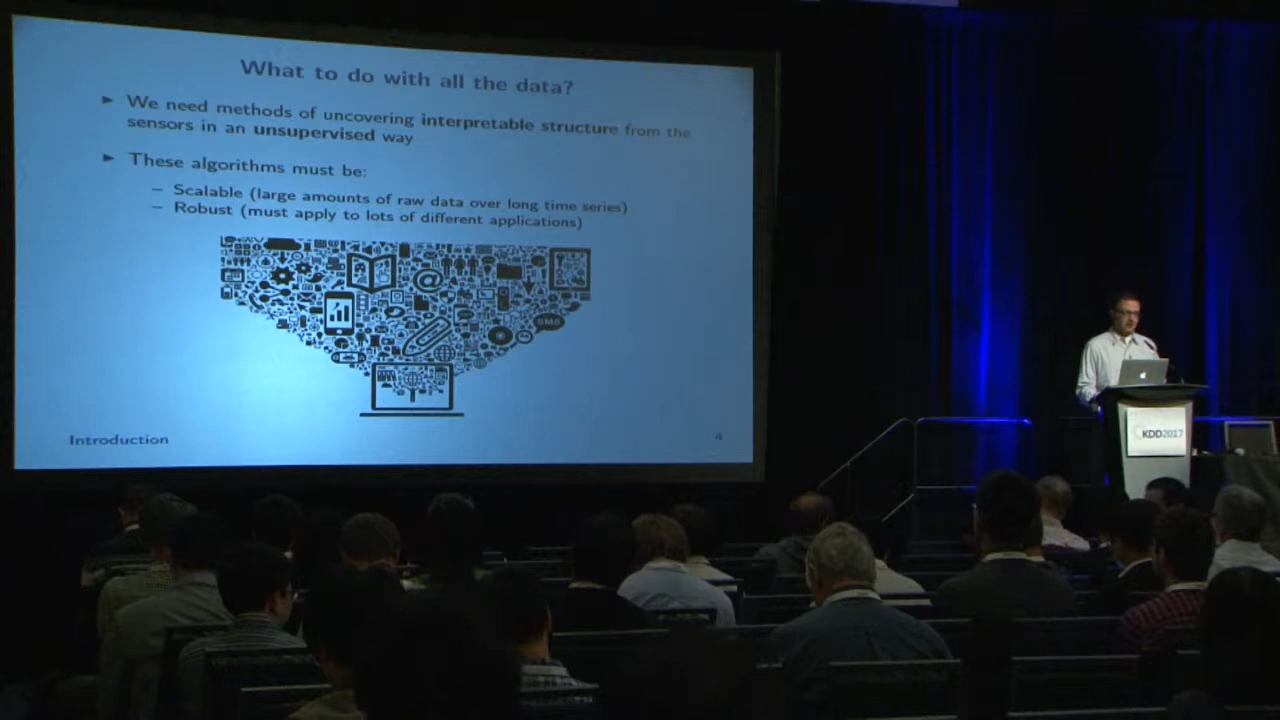 What to do with all the data?
► We need methods of uncovering interpretable structure from the
sensors in an unsupervised way
► These algorithms must be:
– Scalable (large amounts of raw data over long time series)
– Robust (must apply to lots of different applications)
@
SMS
Introduction
4
KDD2017